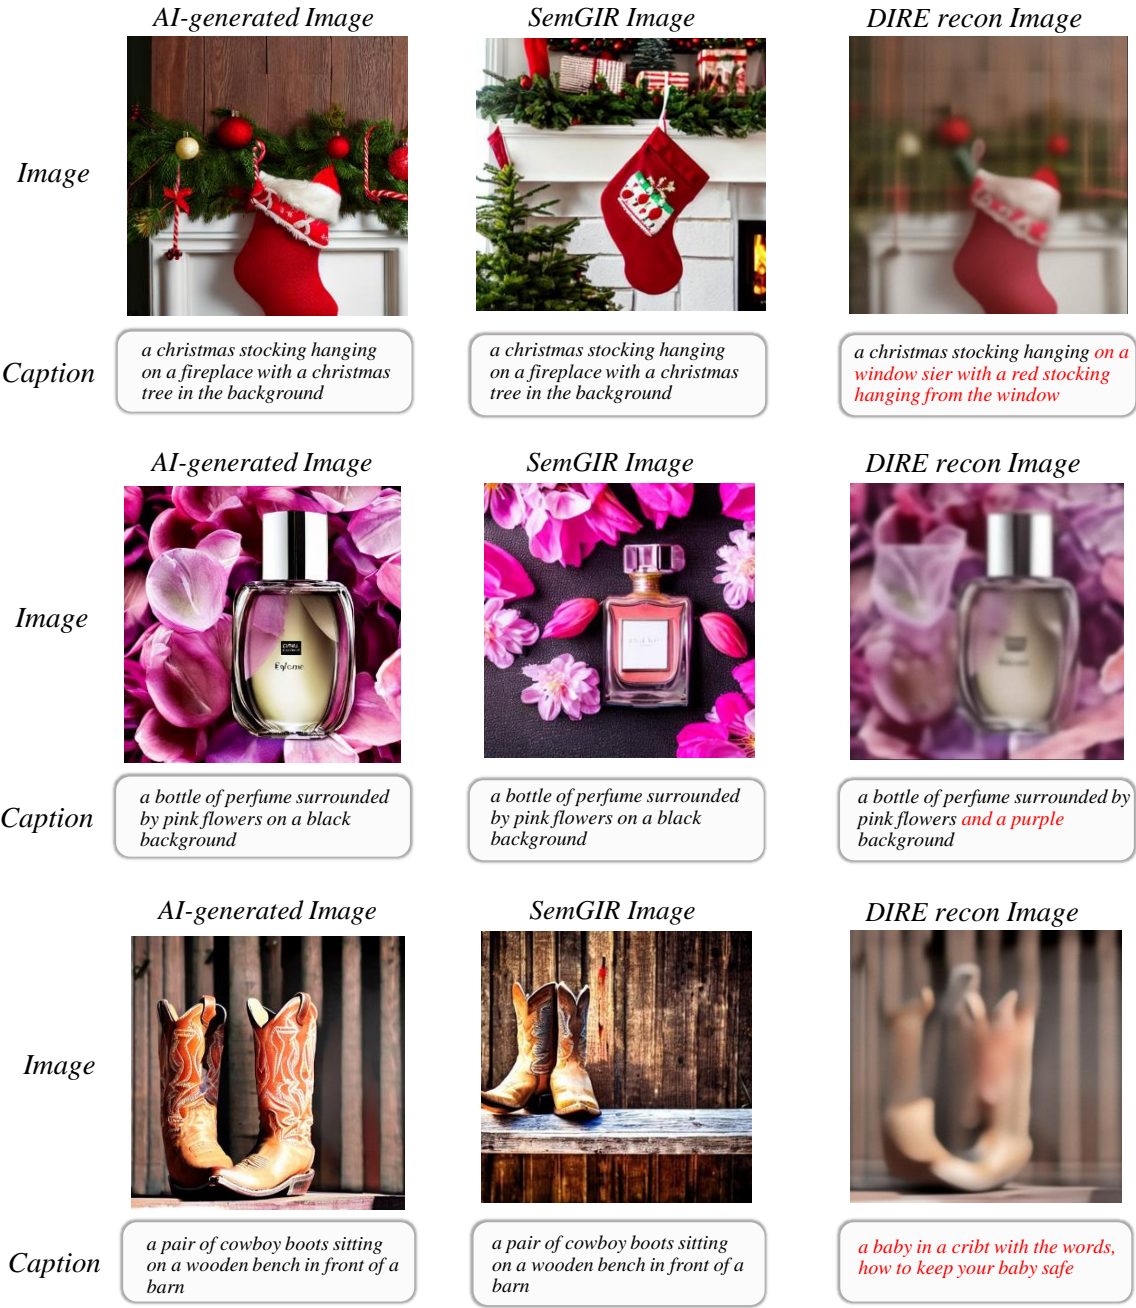 AI-generated Image
SemGIR Image
DIRE recon Image
Image
Caption
a christmas stocking hanging
on a fireplace with a christmas
tree in the background
a christmas stocking hanging
on a fireplace with a christmas
tree in the background
a christmas stocking hanging on a
window sier with a red stocking
hanging from the window
AI-generated Image
SemGIR Image
DIRE recon Image
Image
Caption
a bottle of perfume surrounded
by pink flowers on a black
background
a bottle of perfume surrounded
by pink flowers on a black
background
a bottle of perfume surrounded by
pink flowers and a purple
background
AI-generated Image
SemGIR Image
DIRE recon Image
Image
Caption
a pair of cowboy boots sitting
on a wooden bench in front of a
barn
a pair of cowboy boots sitting
on a wooden bench in front of a
barn
a baby in a cribt with the words,
how to keep your baby safe